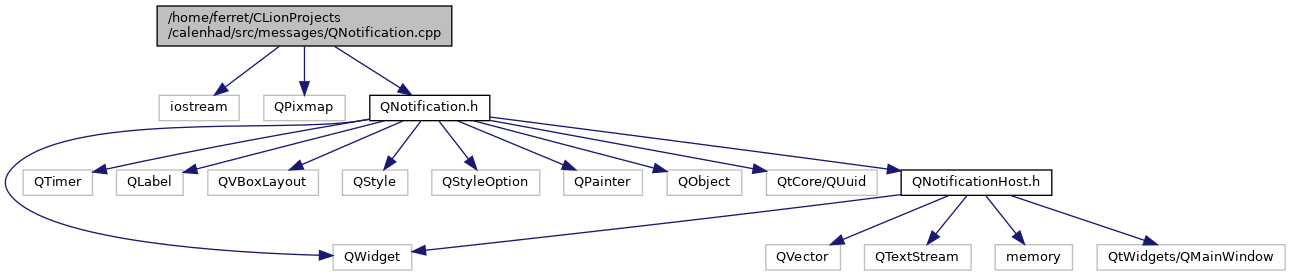 /home/ferret/CLionProjects
/calenhad/src/messages/QNotification.cpp
iostream
QPixmap
QNotification.h
QTimer
QLabel
QVBoxLayout
QStyle
QStyleOption
QPainter
QObject
QtCore/QUuid
QNotificationHost.h
QWidget
QVector
QTextStream
memory
QtWidgets/QMainWindow